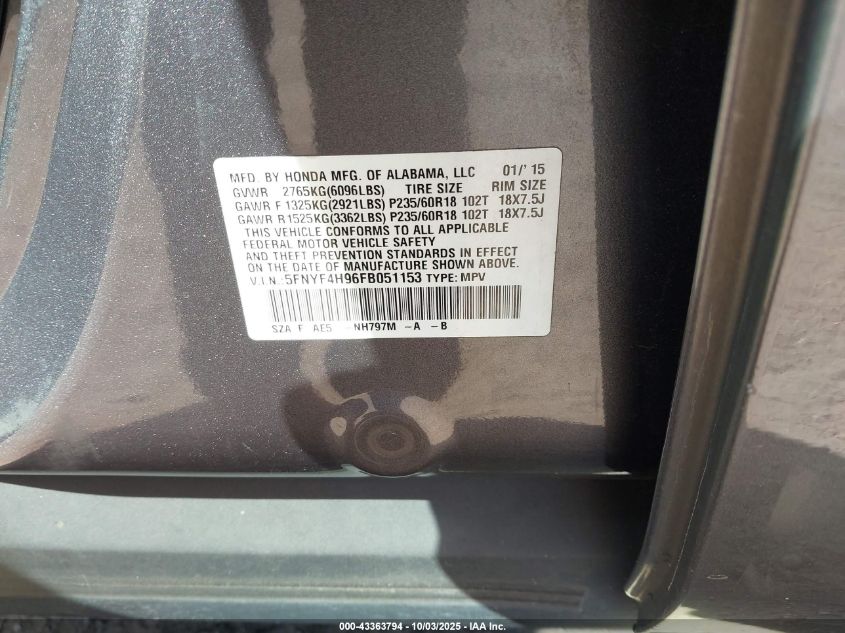 MFD. BY HONDA MFG. OF ALABAMA, LLC 01/' 15
GVWR 2765KG(6096LBS) TIRE SIZE RIM SIZE
GAWR F 1325KG(2921LBS) P235/60R18 102T 18X7.5J
GAWR R 1525KG(3362LBS) P235/60R18 102T 18X7.5J
THIS VEHICLE CONFORMS TO ALL APPLICABLE
FEDERAL MOTOR VEHICLE SAFETY
AND THEFT PREVENTION STANDARDS IN EFFECT
ON THE DATE OF MANUFACTURE SHOWN ABOVE.
V.I.N.:5FNYF4H96FB051153 TYPE: MPV
SZA F AE5 -NH797M -A -B
000-43363794 - 10/03/2025 - IAA Inc.